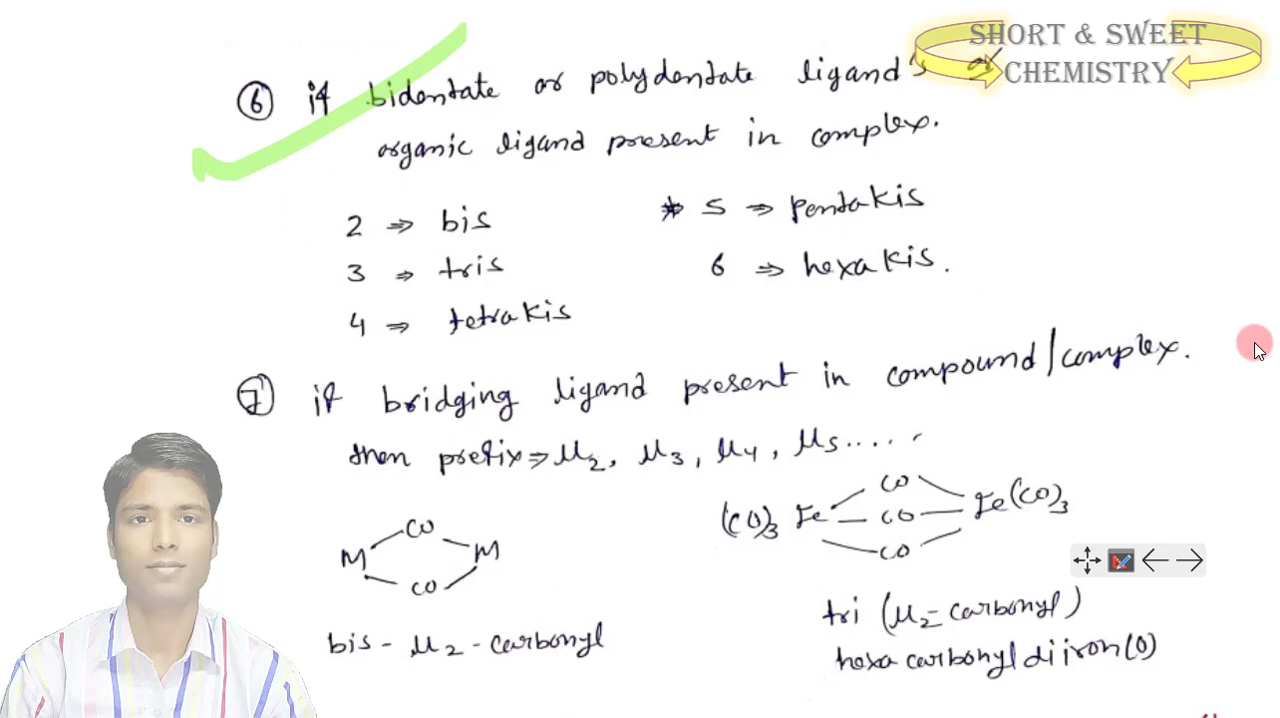 SHORT & SWEET
CHEMISTRY
⑥ if bidentate or polydentate ligand's or
organic ligand present in complex.
2 ⇒ bis
3 ⇒ tris
4 ⇒ tetrakis
* 5 ⇒ pentakis
6 ⇒ hexakis.
⑦ if bridging ligand present in compound/complex.
then prefix ⇒ μ2, μ3, μ4, μ5.....
CO
M M
CO
bis - μ2 - carbonyl
CO
(CO)3 Fe CO Fe(CO)3
CO
tri (μ2 - carbonyl)
hexa carbonyl di iron (0)